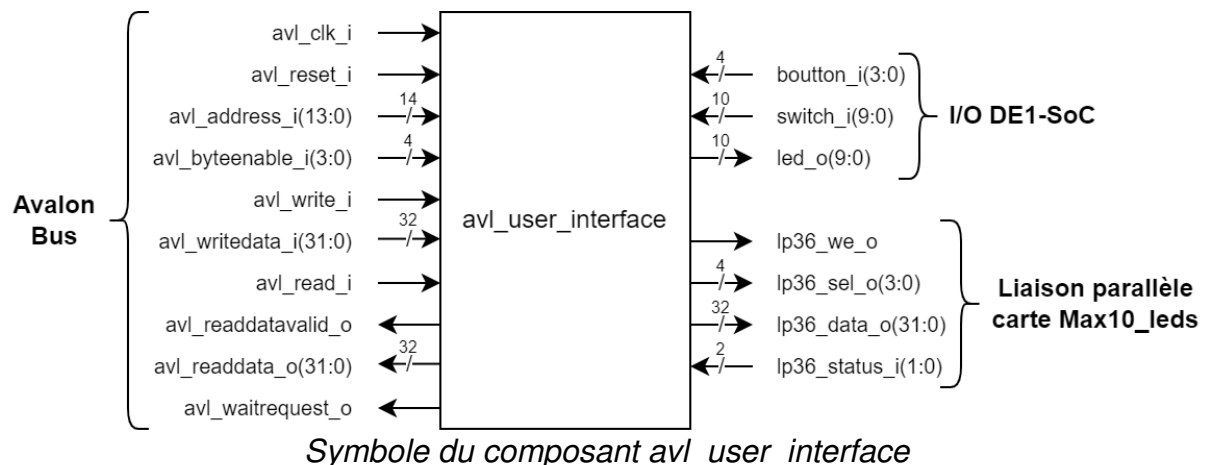 Avalon
Bus
avl_clk_i
avl_reset_i
14
avl_address_i(13:0)
4
avl_byteenable_i(3:0)
avl_write_i
32
avl_writedata_i(31:0)
avl_read_i
avl_readdatavalid_o
32
avl_readdata_o(31:0)
avl_waitrequest_o
avl_user_interface
4
boutton_i(3:0)
10
switch_i(9:0)
10
led_o(9:0)
I/O DE1-SoC
lp36_we_o
4
lp36_sel_o(3:0)
32
lp36_data_o(31:0)
2
lp36_status_i(1:0)
Liaison parallèle
carte Max10_leds
Symbole du composant avl_user_interface